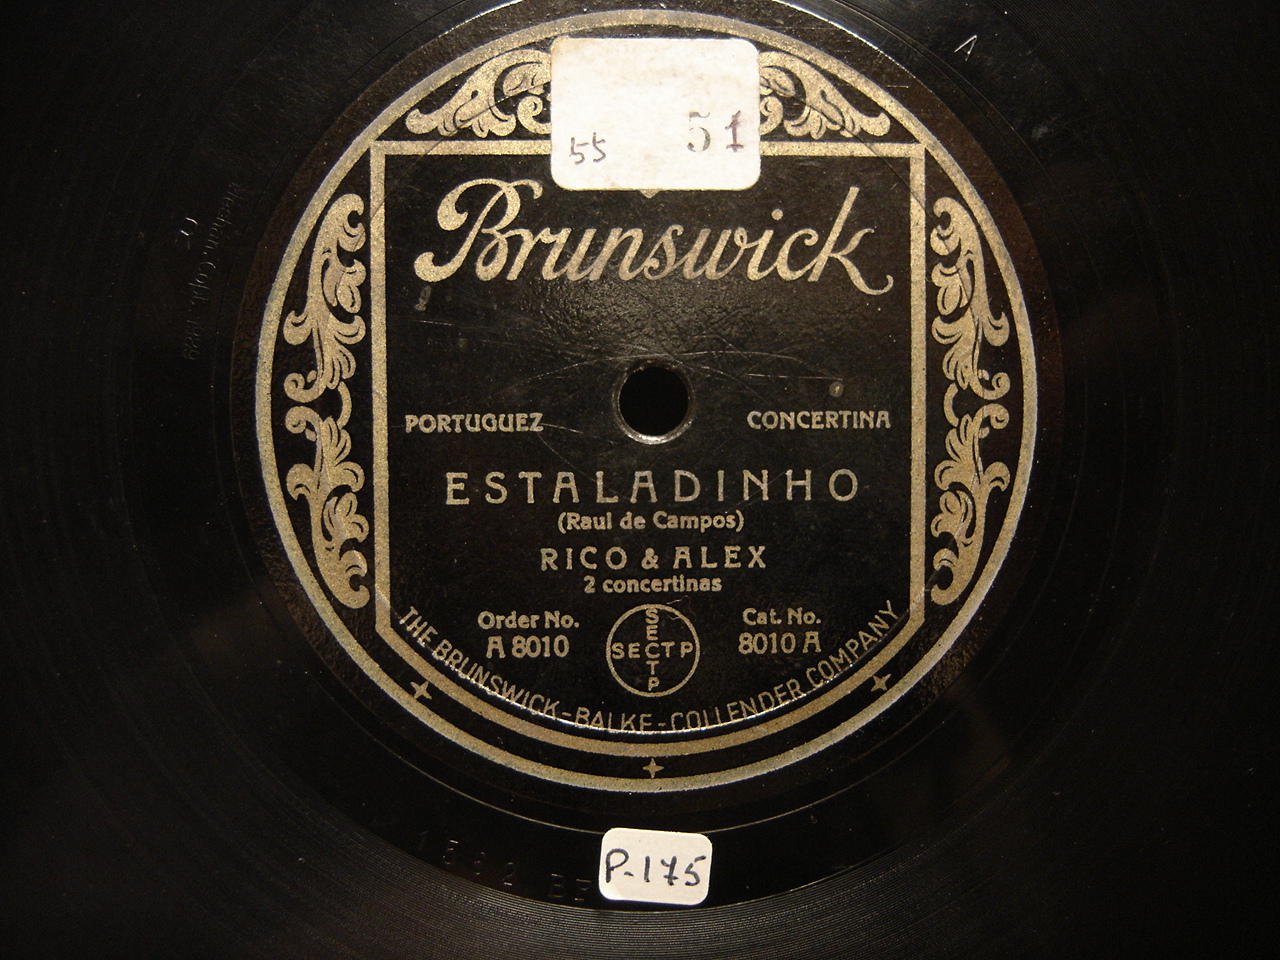 55 51
Brunswick
PORTUGUEZ CONCERTINA
ESTALADINHO
(Raul de Campos)
RICO & ALEX
2 concertinas
Order No. Cat. No.
A 8010 8010 A
SECTP
SECTP
THE BRUNSWICK-BALKE-COLLENDER COMPANY
P-175
A